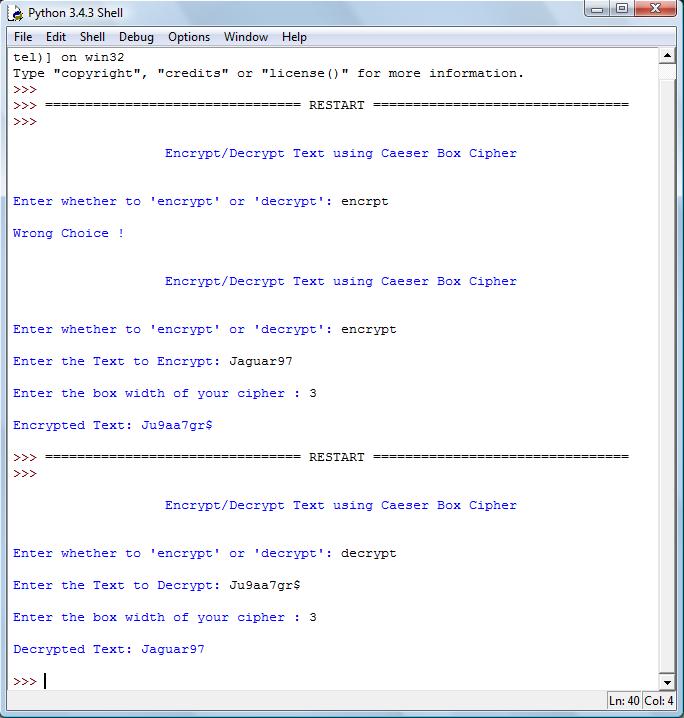 Python 3.4.3 Shell
File Edit Shell Debug Options Window Help
tel)] on win32
Type "copyright", "credits" or "license()" for more information.
>>>
>>> ================================ RESTART ================================
>>>
Encrypt/Decrypt Text using Caeser Box Cipher
Enter whether to 'encrypt' or 'decrypt': encrpt
Wrong Choice !
Encrypt/Decrypt Text using Caeser Box Cipher
Enter whether to 'encrypt' or 'decrypt': encrypt
Enter the Text to Encrypt: Jaguar97
Enter the box width of your cipher : 3
Encrypted Text: Ju9aa7gr$
>>> ================================ RESTART ================================
>>>
Encrypt/Decrypt Text using Caeser Box Cipher
Enter whether to 'encrypt' or 'decrypt': decrypt
Enter the Text to Decrypt: Ju9aa7gr$
Enter the box width of your cipher : 3
Decrypted Text: Jaguar97
>>>
Ln: 40 Col: 4